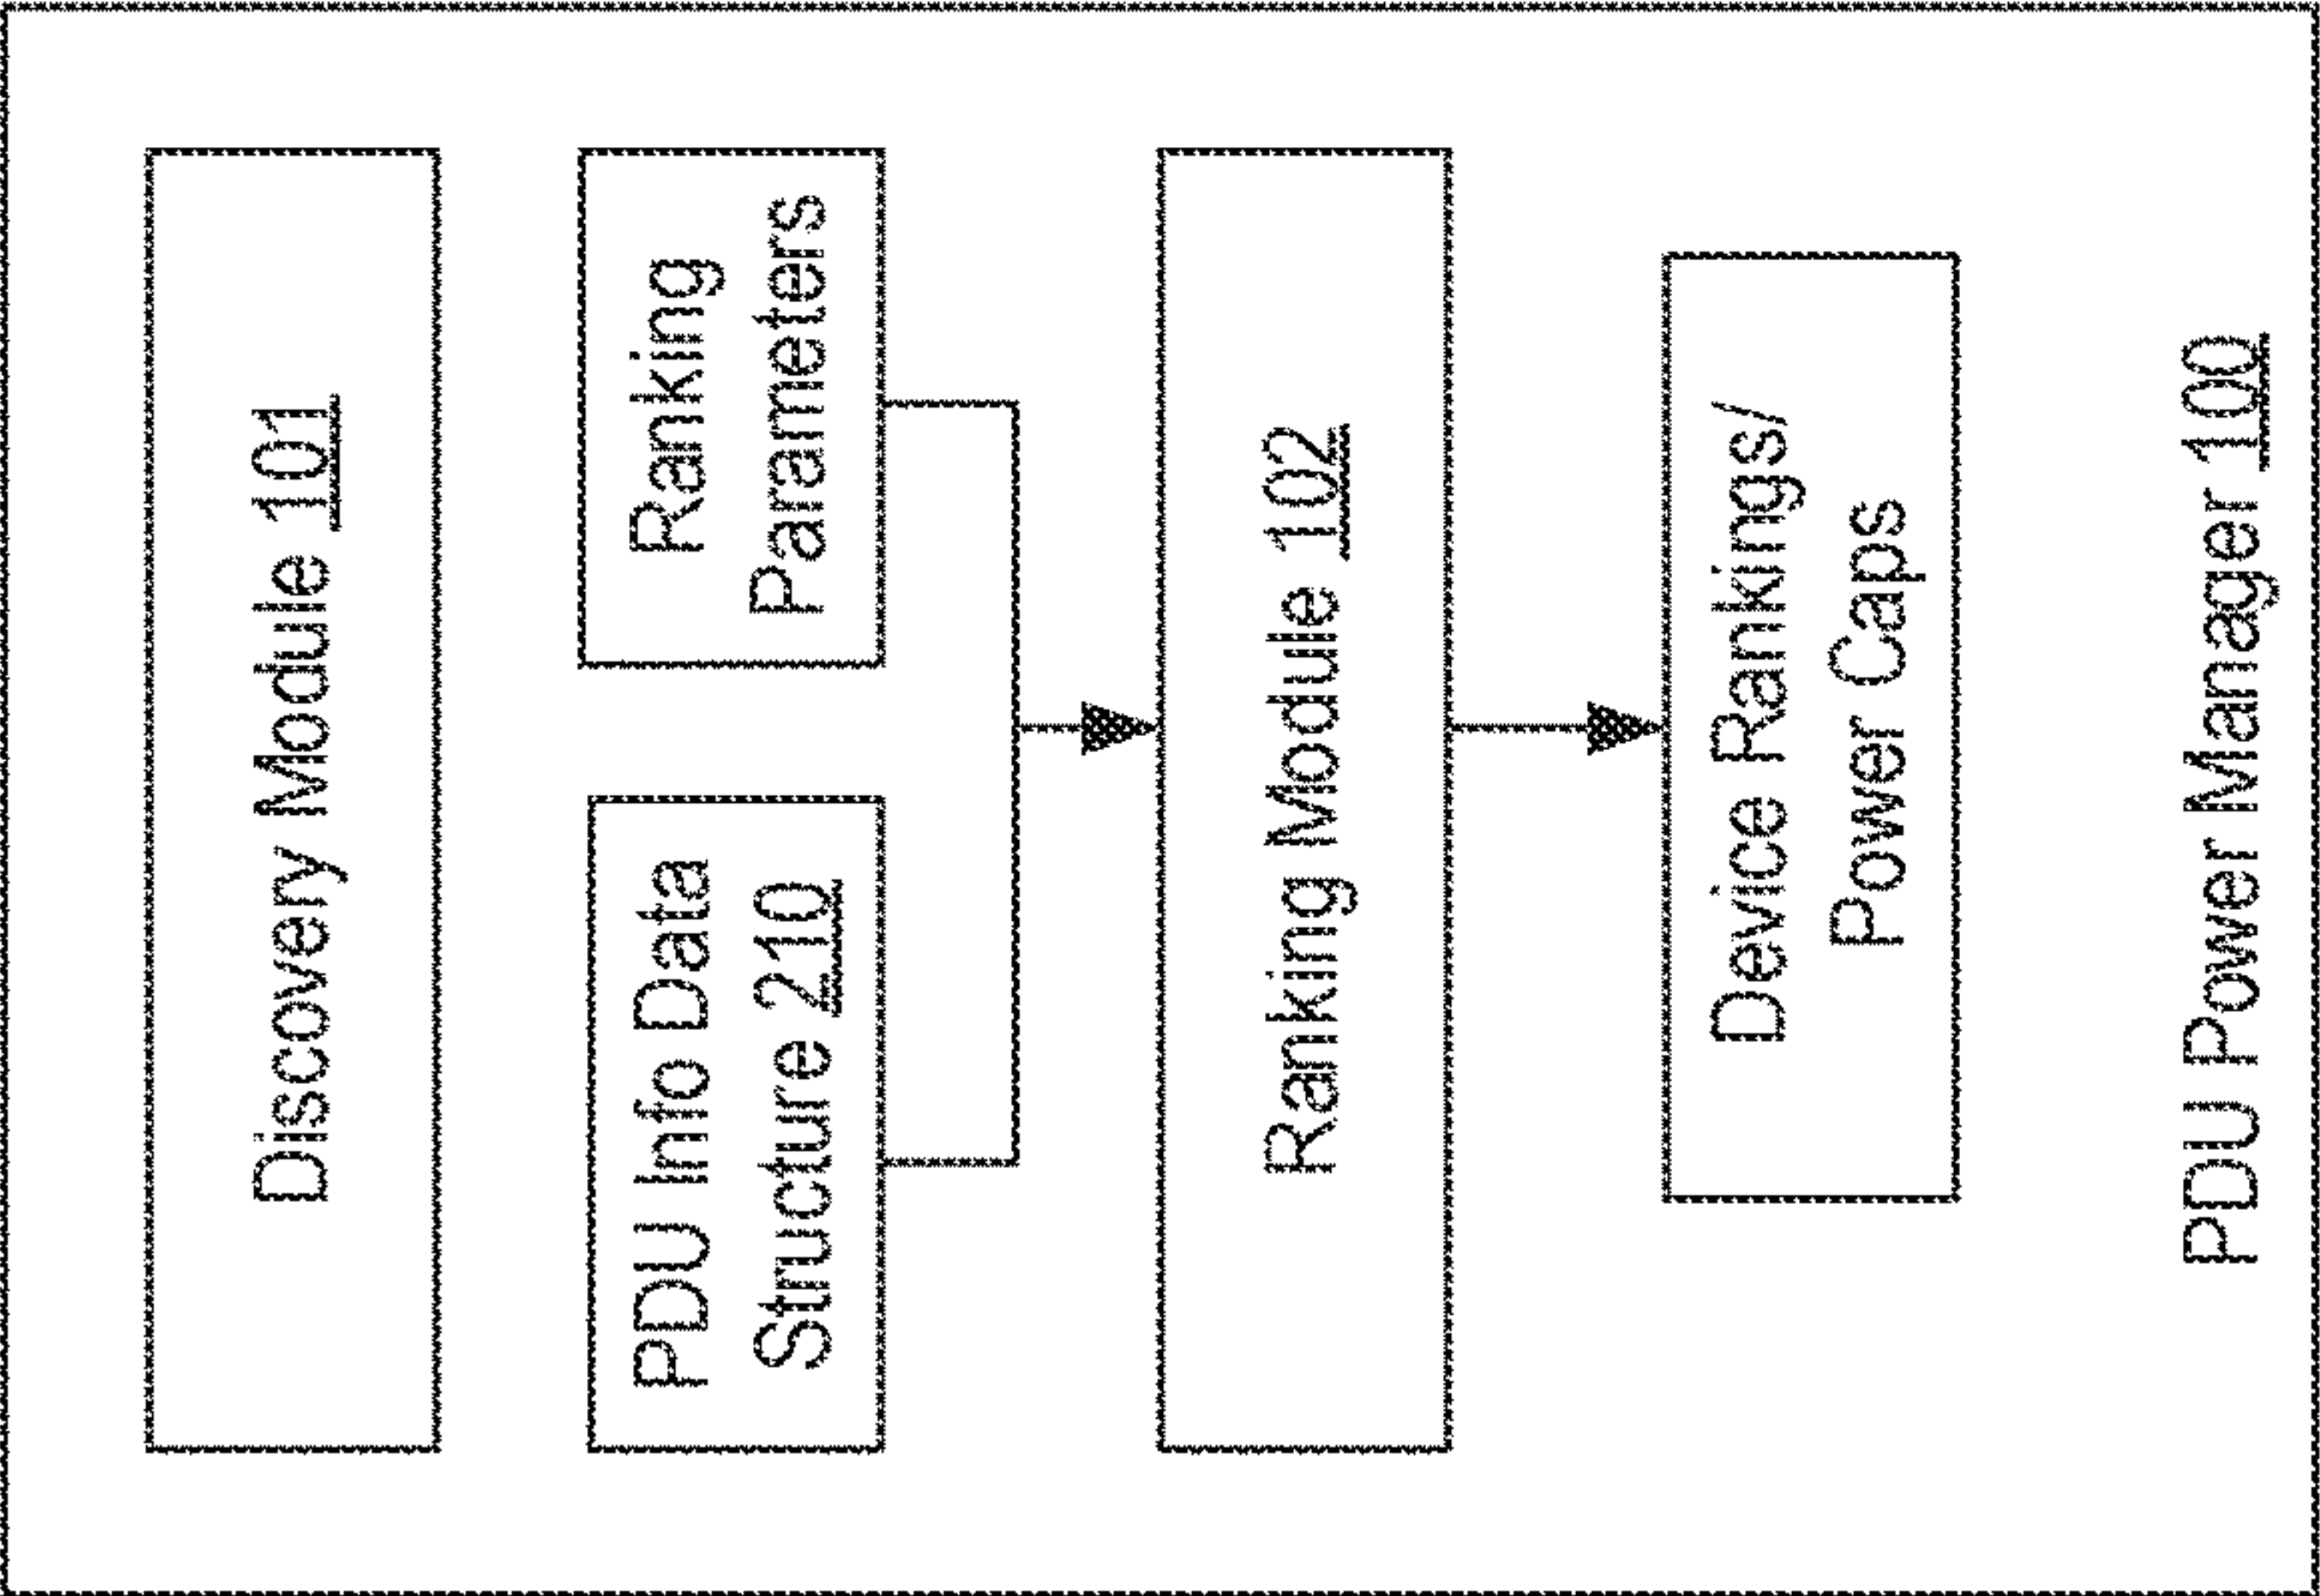 Discovery Module 101
PDU Info Data
Structure 210
Ranking
Parameters
Ranking Module 102
Device Rankings/
Power Caps
PDU Power Manager 100